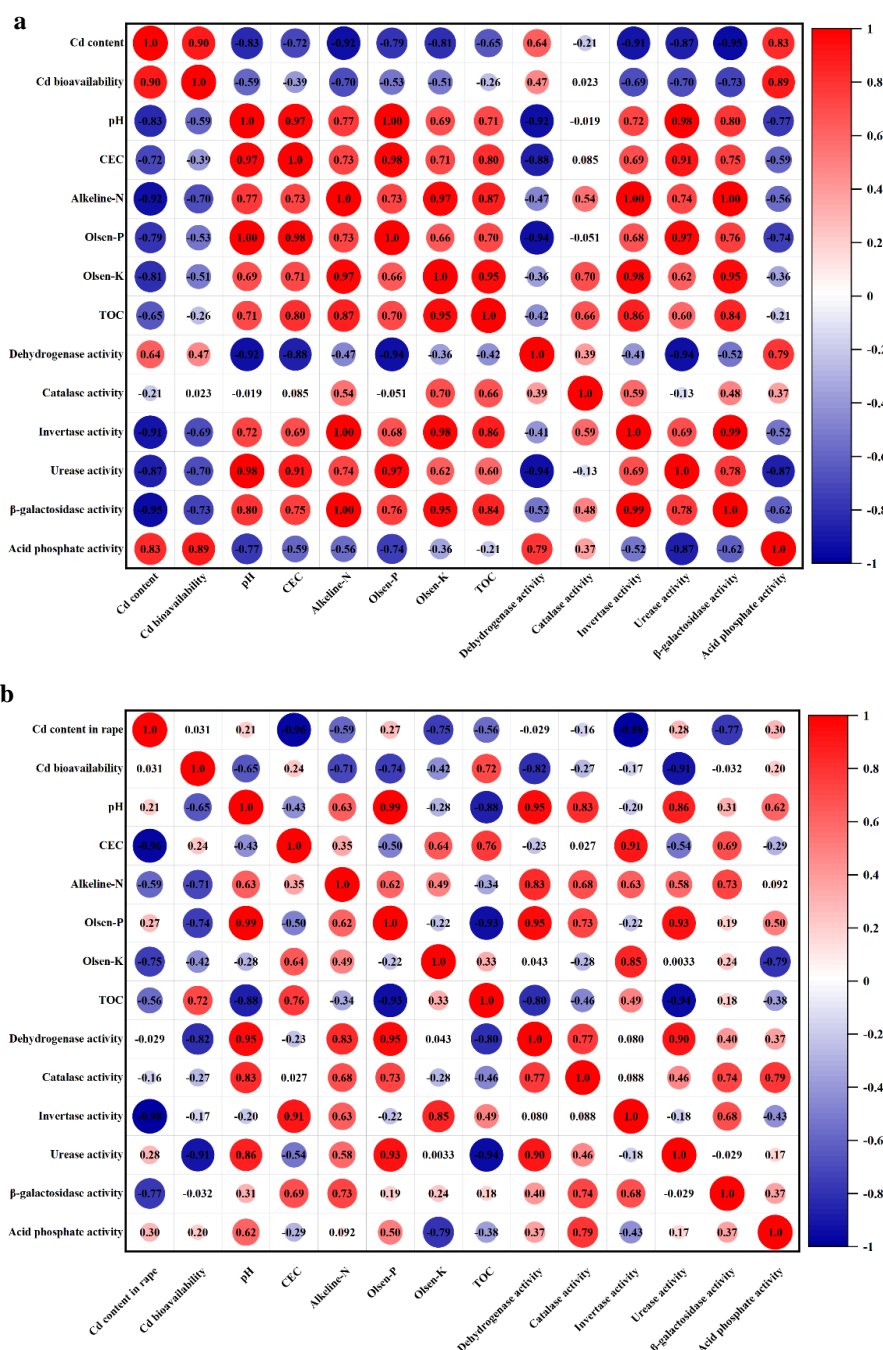 a
Cd content 1.0 0.90 -0.83 -0.72 -0.92 -0.79 -0.81 -0.65 0.64 -0.21 -0.91 -0.87 -0.95 0.83
Cd bioavailability 0.90 1.0 -0.59 -0.39 -0.70 -0.53 -0.51 -0.26 0.47 0.023 -0.69 -0.70 -0.73 0.89
pH -0.83 -0.59 1.0 0.97 0.77 1.00 0.69 0.71 -0.92 -0.019 0.72 0.98 0.80 -0.77
CEC -0.72 -0.39 0.97 1.0 0.73 0.98 0.71 0.80 -0.88 0.085 0.69 0.91 0.75 -0.59
Alkeline-N -0.92 -0.70 0.77 0.73 1.0 0.73 0.97 0.87 -0.47 0.54 1.00 0.74 1.00 -0.56
Olsen-P -0.79 -0.53 1.00 0.98 0.73 1.0 0.66 0.70 -0.94 -0.051 0.68 0.97 0.76 -0.74
Olsen-K -0.81 -0.51 0.69 0.71 0.97 0.66 1.0 0.95 -0.36 0.70 0.98 0.62 0.95 -0.36
TOC -0.65 -0.26 0.71 0.80 0.87 0.70 0.95 1.0 -0.42 0.66 0.86 0.60 0.84 -0.21
Dehydrogenase activity 0.64 0.47 -0.92 -0.88 -0.47 -0.94 -0.36 -0.42 1.0 0.39 -0.41 -0.94 -0.52 0.79
Catalase activity -0.21 0.023 -0.019 0.085 0.54 -0.051 0.70 0.66 0.39 1.0 0.59 -0.13 0.48 0.37
Invertase activity -0.91 -0.69 0.72 0.69 1.00 0.68 0.98 0.86 -0.41 0.59 1.0 0.69 0.99 -0.52
Urease activity -0.87 -0.70 0.98 0.91 0.74 0.97 0.62 0.60 -0.94 -0.13 0.69 1.0 0.78 -0.87
β-galactosidase activity -0.95 -0.73 0.80 0.75 1.00 0.76 0.95 0.84 -0.52 0.48 0.99 0.78 1.0 -0.62
Acid phosphate activity 0.83 0.89 -0.77 -0.59 -0.56 -0.74 -0.36 -0.21 0.79 0.37 -0.52 -0.87 -0.62 1.0
Cd content Cd bioavailability pH CEC Alkeline-N Olsen-P Olsen-K TOC Dehydrogenase activity Catalase activity Invertase activity Urease activity β-galactosidase activity Acid phosphate activity
1
0.8
0.6
0.4
0.2
0
-0.2
-0.4
-0.6
-0.8
-1
b
Cd content in rape 1.0 0.031 0.21 -0.96 -0.59 0.27 -0.75 -0.56 -0.029 -0.16 -0.98 0.28 -0.77 0.30
Cd bioavailability 0.031 1.0 -0.65 0.24 -0.71 -0.74 -0.42 0.72 -0.82 -0.27 -0.17 -0.91 -0.032 0.20
pH 0.21 -0.65 1.0 -0.43 0.63 0.99 -0.28 -0.88 0.95 0.83 -0.20 0.86 0.31 0.62
CEC -0.96 0.24 -0.43 1.0 0.35 -0.50 0.64 0.76 -0.23 0.027 0.91 -0.54 0.69 -0.29
Alkeline-N -0.59 -0.71 0.63 0.35 1.0 0.62 0.49 -0.34 0.83 0.68 0.63 0.58 0.73 0.092
Olsen-P 0.27 -0.74 0.99 -0.50 0.62 1.0 -0.22 -0.93 0.95 0.73 -0.22 0.93 0.19 0.50
Olsen-K -0.75 -0.42 -0.28 0.64 0.49 -0.22 1.0 0.33 0.043 -0.28 0.85 0.0033 0.24 -0.79
TOC -0.56 0.72 -0.88 0.76 -0.34 -0.93 0.33 1.0 -0.80 -0.46 0.49 -0.94 0.18 -0.38
Dehydrogenase activity -0.029 -0.82 0.95 -0.23 0.83 0.95 0.043 -0.80 1.0 0.77 0.080 0.90 0.40 0.37
Catalase activity -0.16 -0.27 0.83 0.027 0.68 0.73 -0.28 -0.46 0.77 1.0 0.088 0.46 0.74 0.79
Invertase activity -0.98 -0.17 -0.20 0.91 0.63 -0.22 0.85 0.49 0.080 0.088 1.0 -0.18 0.68 -0.43
Urease activity 0.28 -0.91 0.86 -0.54 0.58 0.93 0.0033 -0.94 0.90 0.46 -0.18 1.0 -0.029 0.17
β-galactosidase activity -0.77 -0.032 0.31 0.69 0.73 0.19 0.24 0.18 0.40 0.74 0.68 -0.029 1.0 0.37
Acid phosphate activity 0.30 0.20 0.62 -0.29 0.092 0.50 -0.79 -0.38 0.37 0.79 -0.43 0.17 0.37 1.0
Cd content in rape Cd bioavailability pH CEC Alkeline-N Olsen-P Olsen-K TOC Dehydrogenase activity Catalase activity Invertase activity Urease activity β-galactosidase activity Acid phosphate activity
1
0.8
0.6
0.4
0.2
0
-0.2
-0.4
-0.6
-0.8
-1